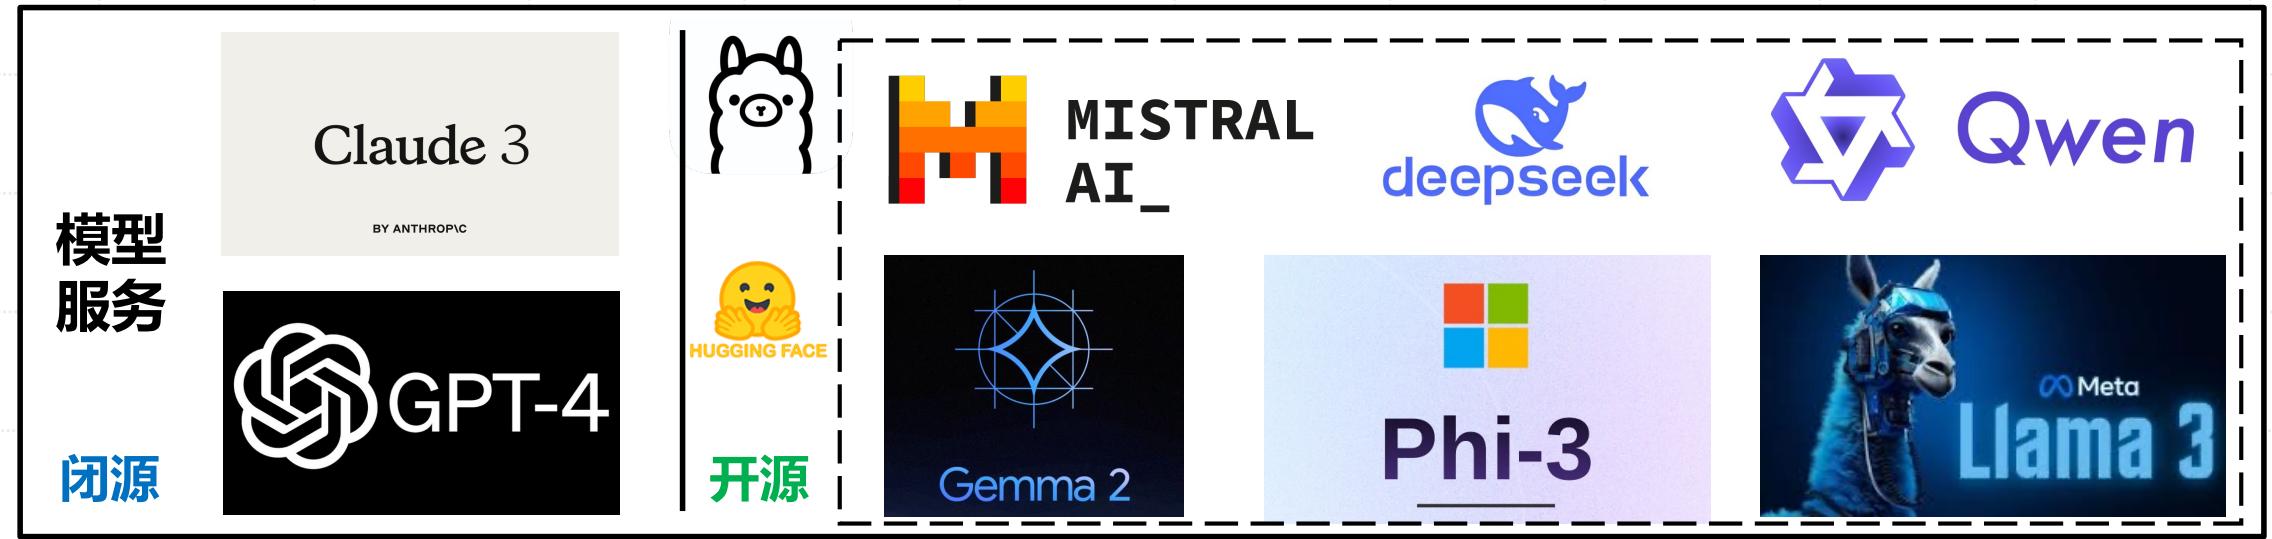 模型
服务
闭源
Claude 3
BY ANTHROP\C
GPT-4
HUGGING FACE
开源
MISTRAL
AI_
deepseek
Qwen
Gemma 2
Phi-3
Meta
Llama 3